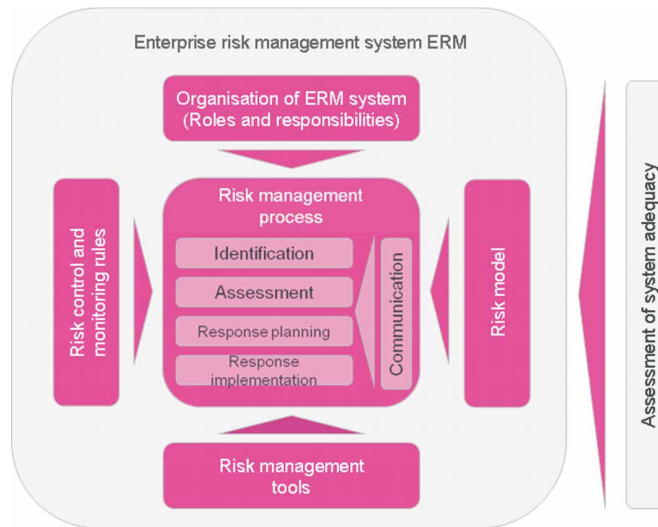 Enterprise risk management system ERM
Organisation of ERM system
(Roles and responsibilities)
Risk control and
monitoring rules
Risk management
process
Identification
Assessment
Response planning
Response
implementation
Communication
Risk model
Risk management
tools
Assessment of system adequacy